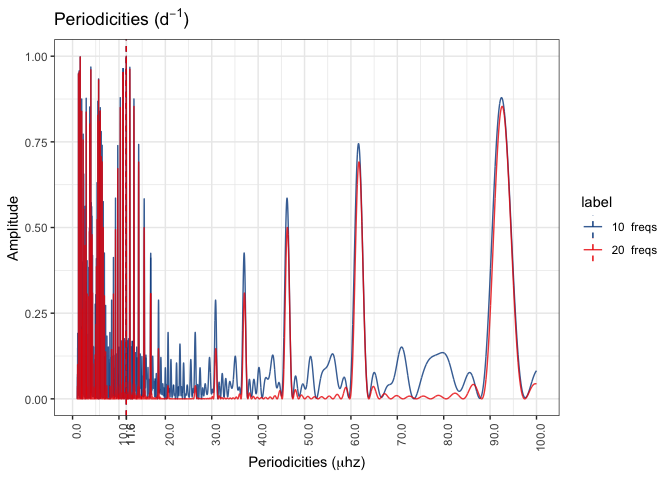 Periodicities (d⁻¹)
1.00
0.75
0.50
0.25
0.00
Amplitude
0.0
10.0
11.6
20.0
30.0
40.0
50.0
60.0
70.0
80.0
90.0
100.0
Periodicities (μhz)
label
10 freqs
20 freqs